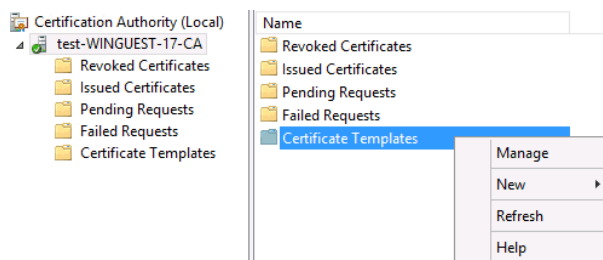 Certification Authority (Local)
test-WINGUEST-17-CA
Revoked Certificates
Issued Certificates
Pending Requests
Failed Requests
Certificate Templates
Name
Revoked Certificates
Issued Certificates
Pending Requests
Failed Requests
Certificate Templates
Manage
New
Refresh
Help